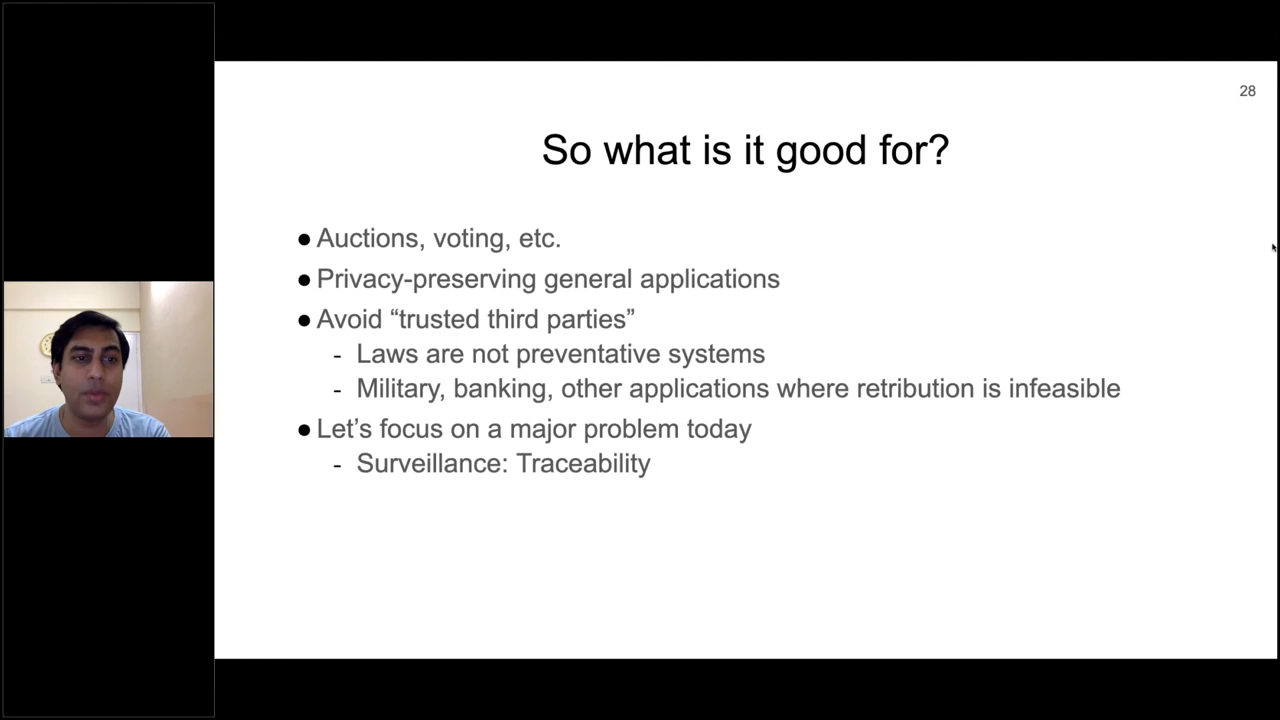 28
So what is it good for?
● Auctions, voting, etc.
● Privacy-preserving general applications
● Avoid “trusted third parties”
- Laws are not preventative systems
- Military, banking, other applications where retribution is infeasible
● Let’s focus on a major problem today
- Surveillance: Traceability